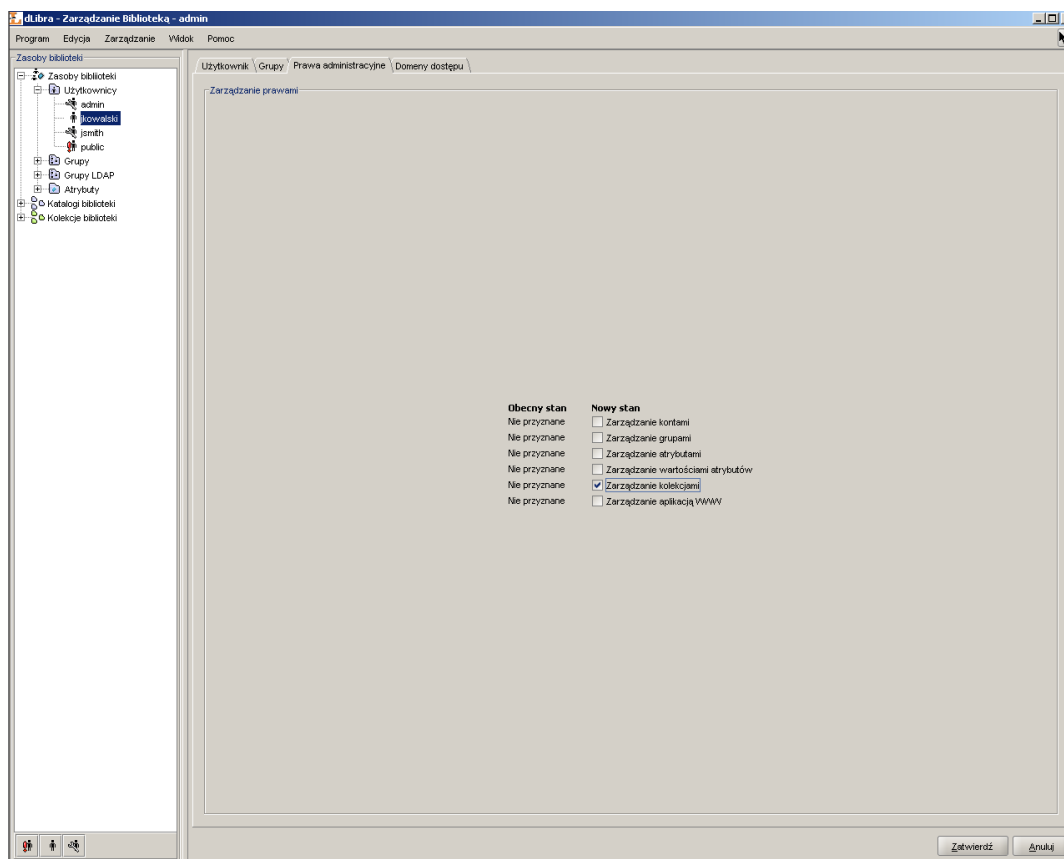 dLibra - Zarządzanie Biblioteką - admin
Program Edycja Zarządzanie Widok Pomoc
Zasoby biblioteki
Zasoby biblioteki
Użytkownicy
admin
jkowalski
jsmith
public
Grupy
Grupy LDAP
Atrybuty
Katalogi biblioteki
Kolekcje biblioteki
Użytkownik Grupy Prawa administracyjne Domeny dostępu
Zarządzanie prawami
Obecny stan Nowy stan
Nie przyznane Zarządzanie kontami
Nie przyznane Zarządzanie grupami
Nie przyznane Zarządzanie atrybutami
Nie przyznane Zarządzanie wartościami atrybutów
Nie przyznane Zarządzanie kolekcjami
Nie przyznane Zarządzanie aplikacją WWW
Zatwierdź Anuluj